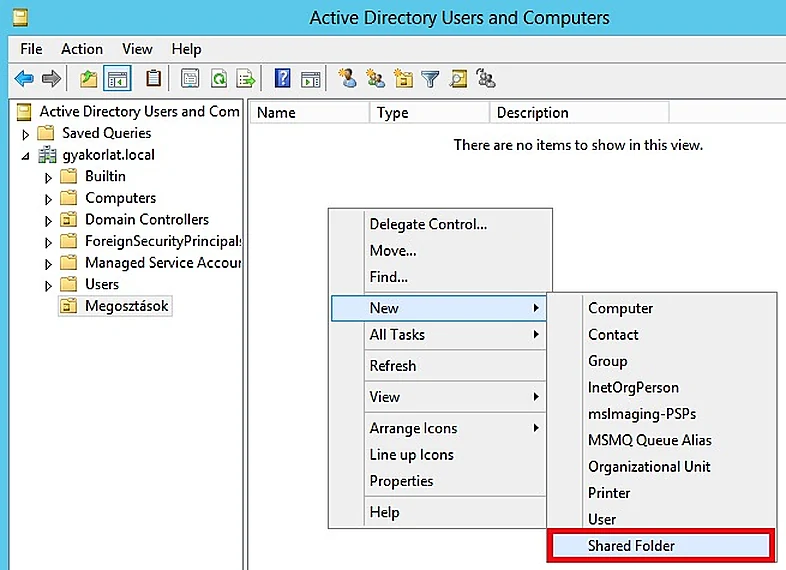 Active Directory Users and Computers
File Action View Help
Active Directory Users and Com
Saved Queries
gyakorlat.local
Builtin
Computers
Domain Controllers
ForeignSecurityPrincipals
Managed Service Accour
Users
Megosztások
Name Type Description
There are no items to show in this view.
Delegate Control...
Move...
Find...
New
All Tasks
Refresh
View
Arrange Icons
Line up Icons
Properties
Help
Computer
Contact
Group
InetOrgPerson
msImaging-PSPs
MSMQ Queue Alias
Organizational Unit
Printer
User
Shared Folder